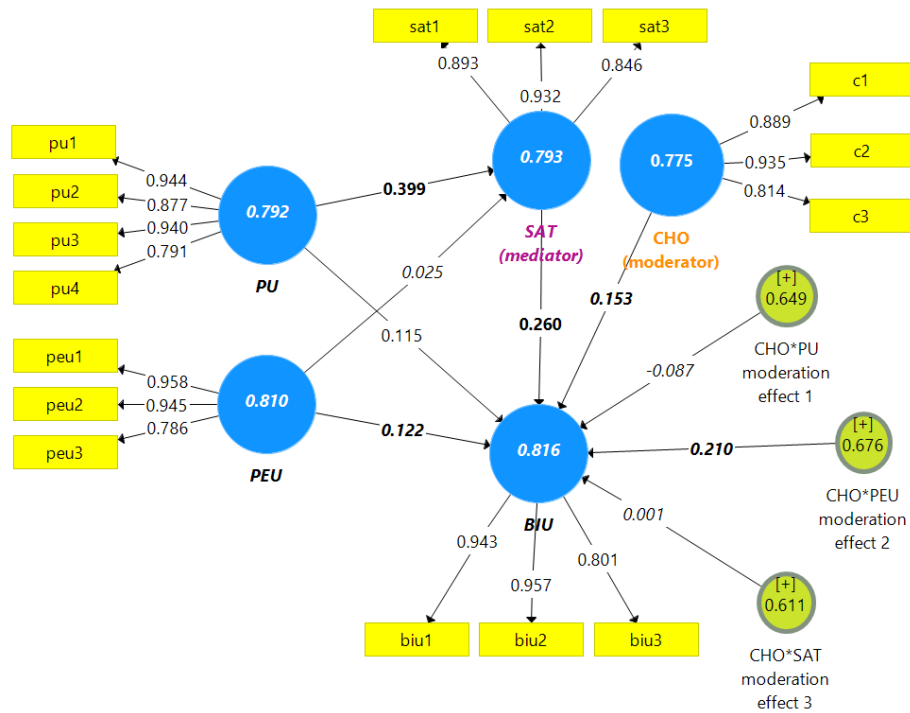 sat1
sat2
sat3
0.893
0.932
0.846
c1
c2
c3
0.889
0.935
0.814
pu1
pu2
pu3
pu4
0.944
0.877
0.940
0.791
0.792
PU
0.399
0.793
SAT
(mediator)
0.775
CHO
(moderator)
0.025
0.115
0.260
0.153
[+]
0.649
CHO*PU
moderation
effect 1
-0.087
peu1
peu2
peu3
0.958
0.945
0.786
0.810
PEU
0.122
0.816
BIU
0.210
[+]
0.676
CHO*PEU
moderation
effect 2
0.001
[+]
0.611
CHO*SAT
moderation
effect 3
0.943
0.957
0.801
biu1
biu2
biu3